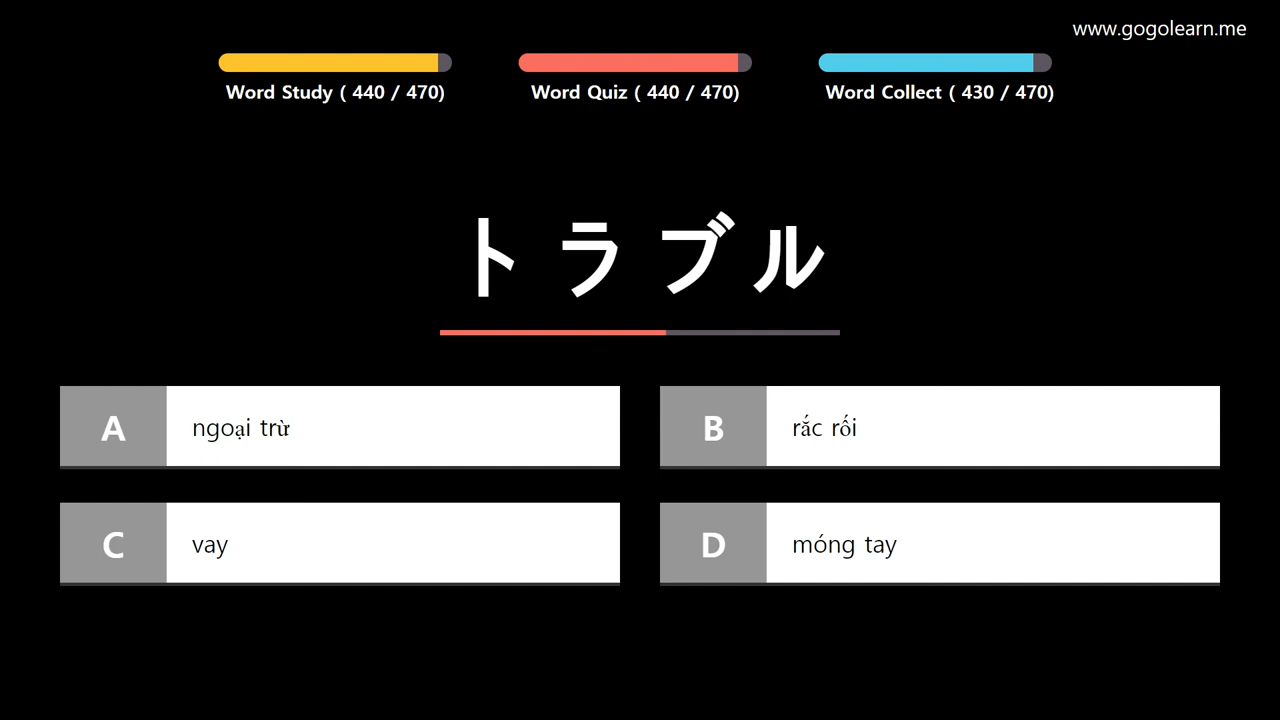 www.gogolearn.me
Word Study ( 440 / 470)
Word Quiz ( 440 / 470)
Word Collect ( 430 / 470)
トラブル
A ngoại trừ
B rắc rối
C vay
D móng tay